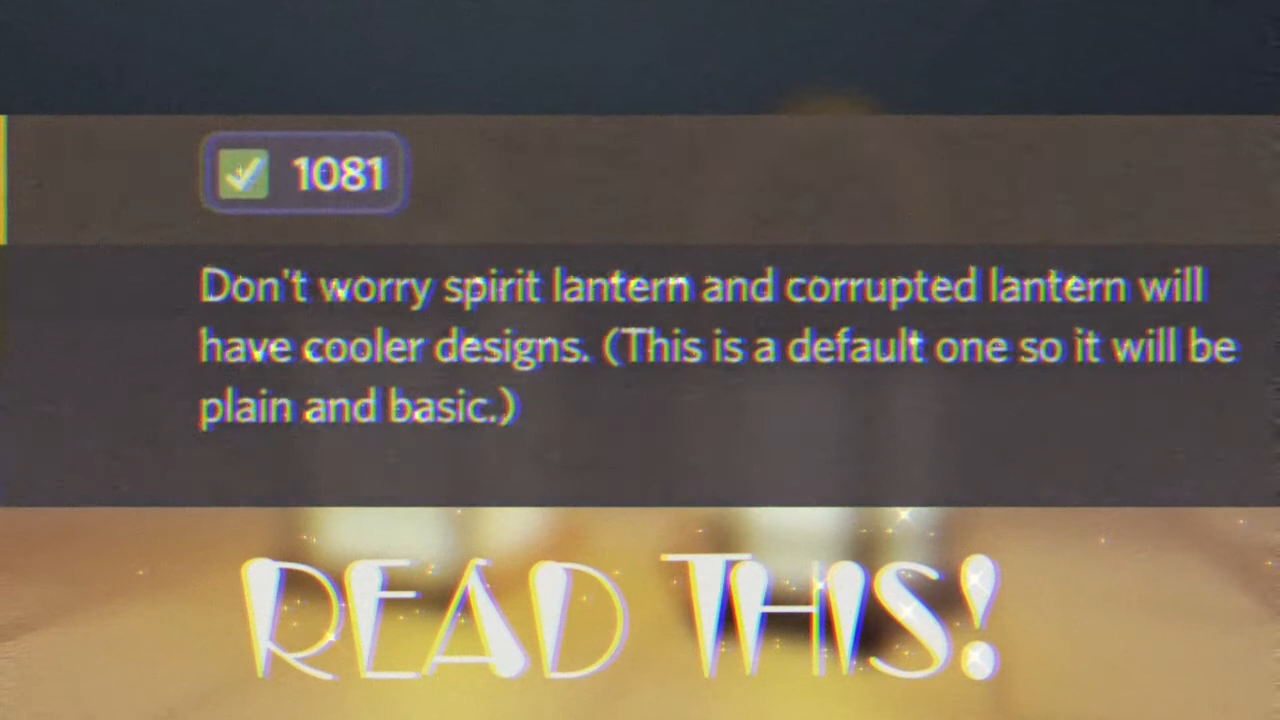 ✅ 1081
Don't worry spirit lantern and corrupted lantern will
have cooler designs. (This is a default one so it will be
plain and basic.)
READ THIS!